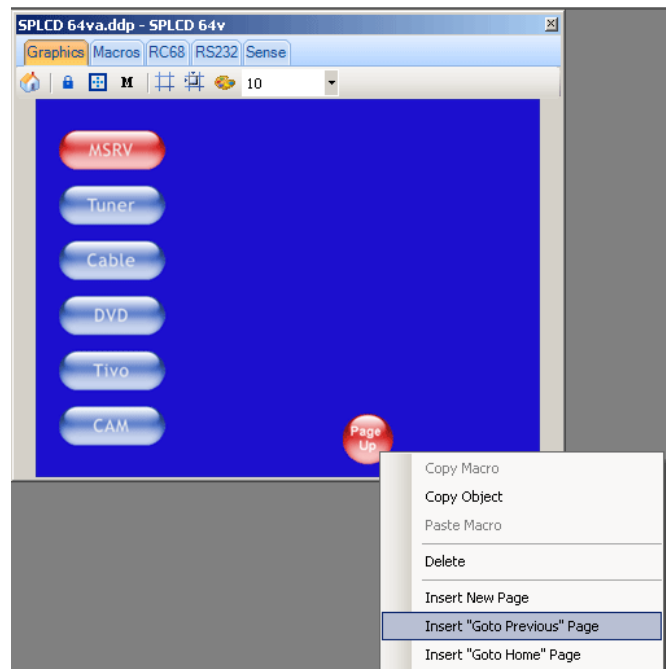 SPLCD 64va.ddp - SPLCD 64v
Graphics Macros RC68 RS232 Sense
M 10
MSRV
Tuner
Cable
DVD
Tivo
CAM
Page
Up
Copy Macro
Copy Object
Paste Macro
Delete
Insert New Page
Insert "Goto Previous" Page
Insert "Goto Home" Page